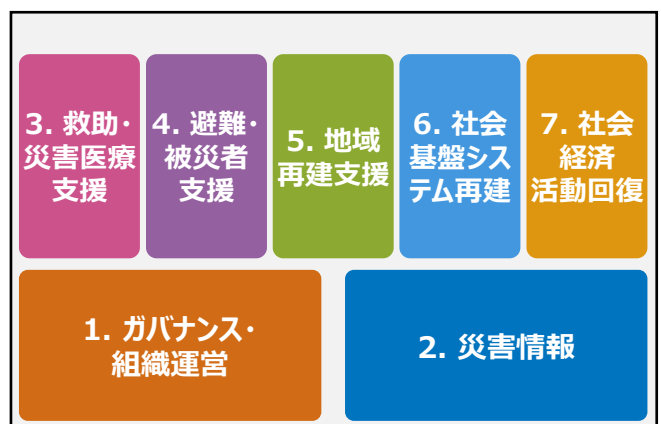 3. 救助・
災害医療
支援
4. 避難・
被災者
支援
5. 地域
再建支援
6. 社会
基盤シス
テム再建
7. 社会
経済
活動回復
1. ガバナンス・
組織運営
2. 災害情報